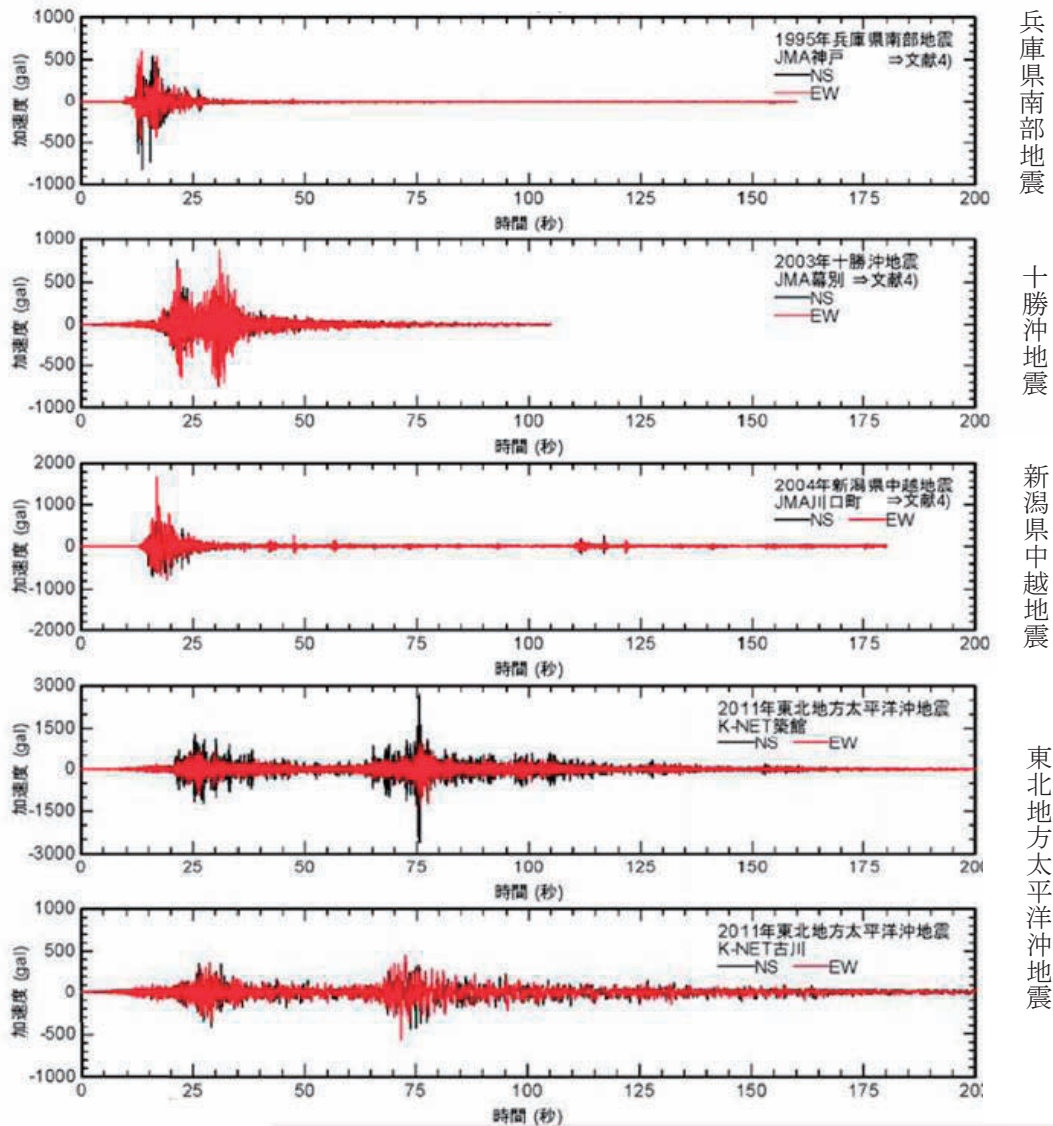 1000
500
0
-500
-1000
加速度 (gal)
1995年兵庫県南部地震
JMA神戸 ⇒文献4)
NS
EW
0 25 50 75 100 125 150 175 200
時間 (秒)
兵庫県南部地震
1000
500
0
-500
-1000
加速度 (gal)
2003年十勝沖地震
JMA幕別 ⇒文献4)
NS
EW
0 25 50 75 100 125 150 175 200
時間 (秒)
十勝沖地震
2000
1000
0
-1000
-2000
加速度 (gal)
2004年新潟県中越地震
JMA川口町 ⇒文献4)
NS EW
0 25 50 75 100 125 150 175 200
時間 (秒)
新潟県中越地震
3000
1500
0
-1500
-3000
加速度 (gal)
2011年東北地方太平洋沖地震
K-NET築館
NS EW
0 25 50 75 100 125 150 175 20
時間 (秒)
1000
500
0
-500
-1000
加速度 (gal)
2011年東北地方太平洋沖地震
K-NET古川
NS EW
0 25 50 75 100 125 150 175 20
時間 (秒)
東北地方太平洋沖地震